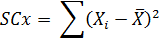 SCx = ∑(Xᵢ − X̄)²